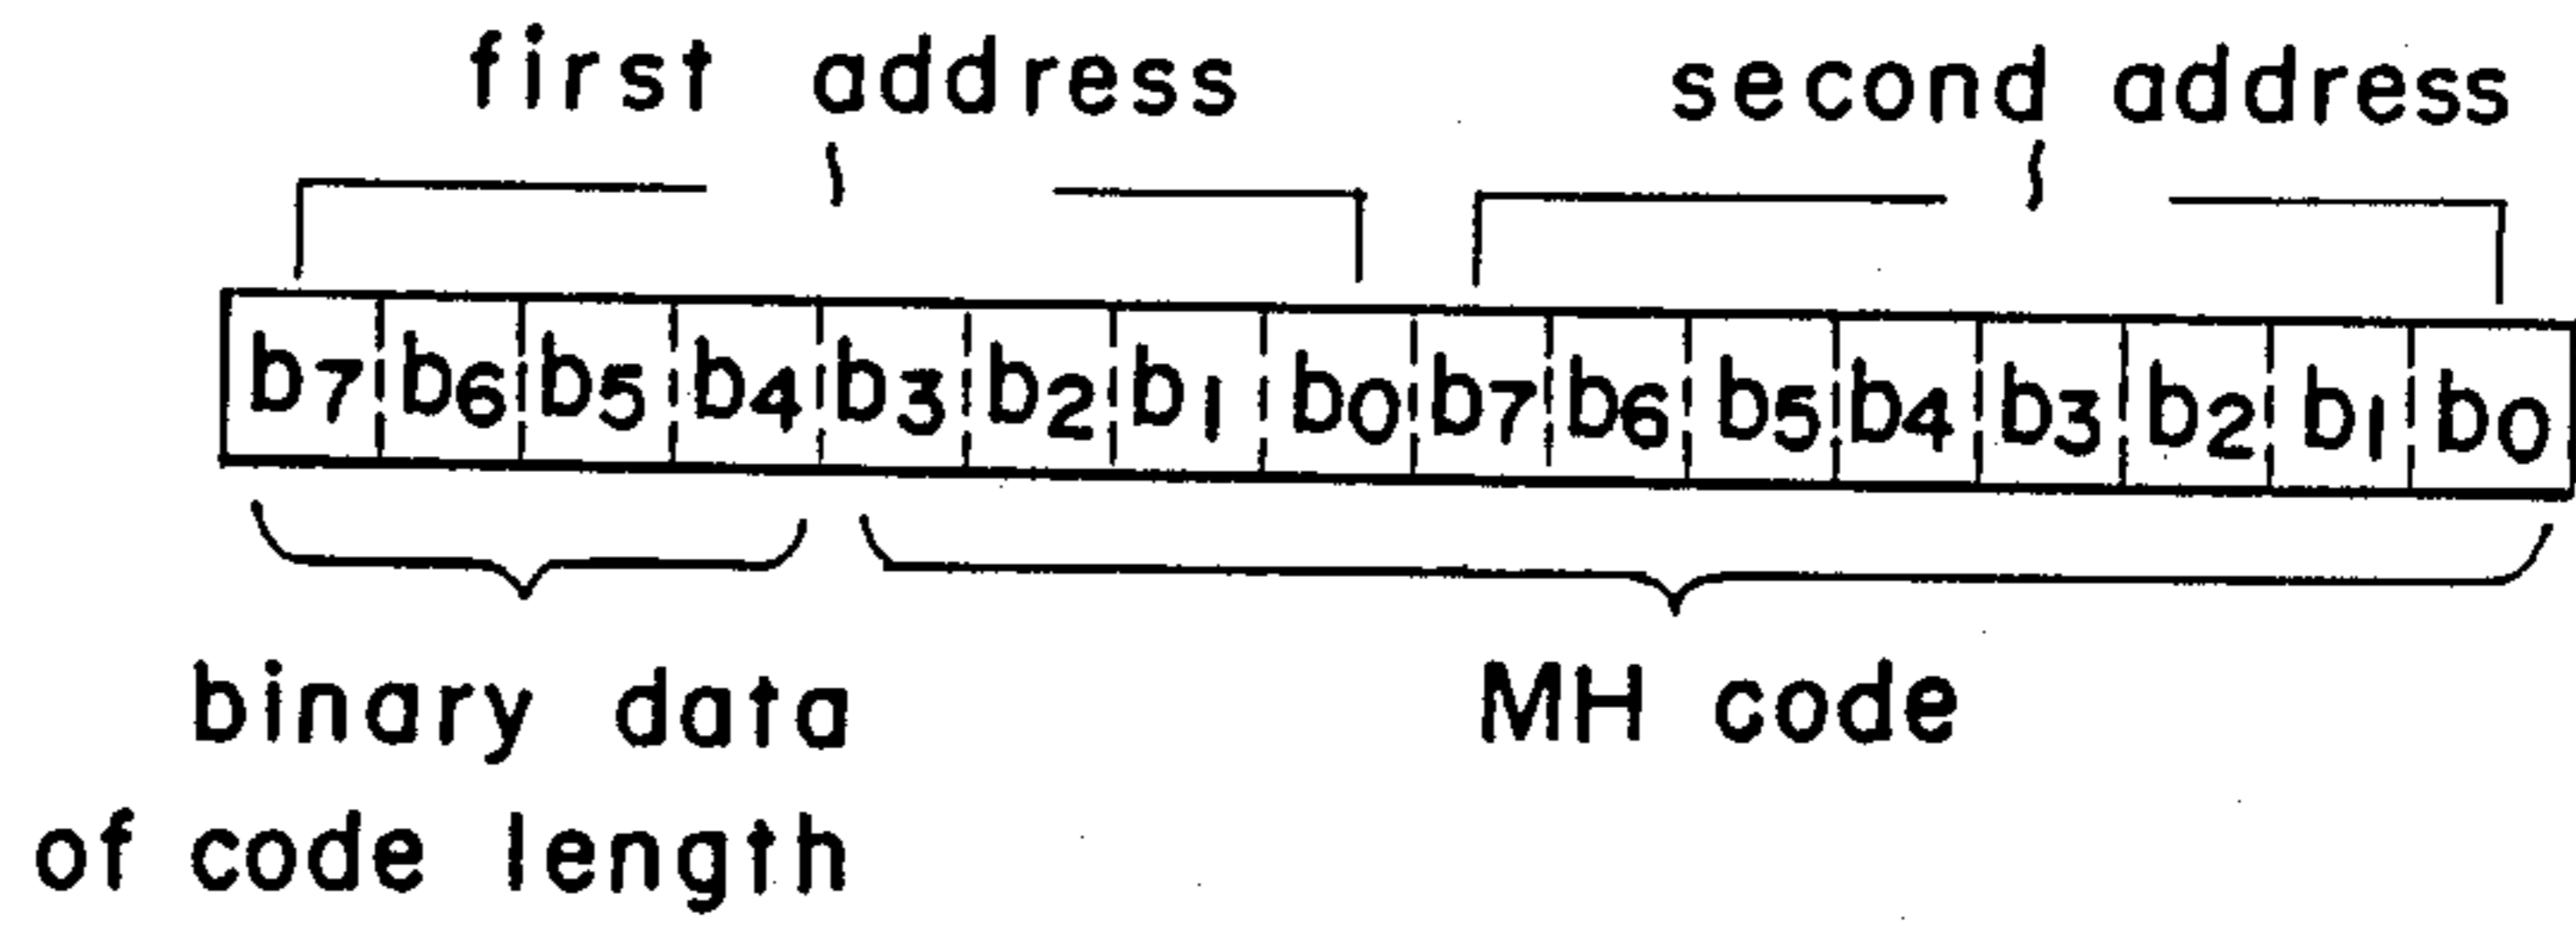 first address second address
b7 b6 b5 b4 b3 b2 b1 b0 b7 b6 b5 b4 b3 b2 b1 b0
binary data MH code
of code length